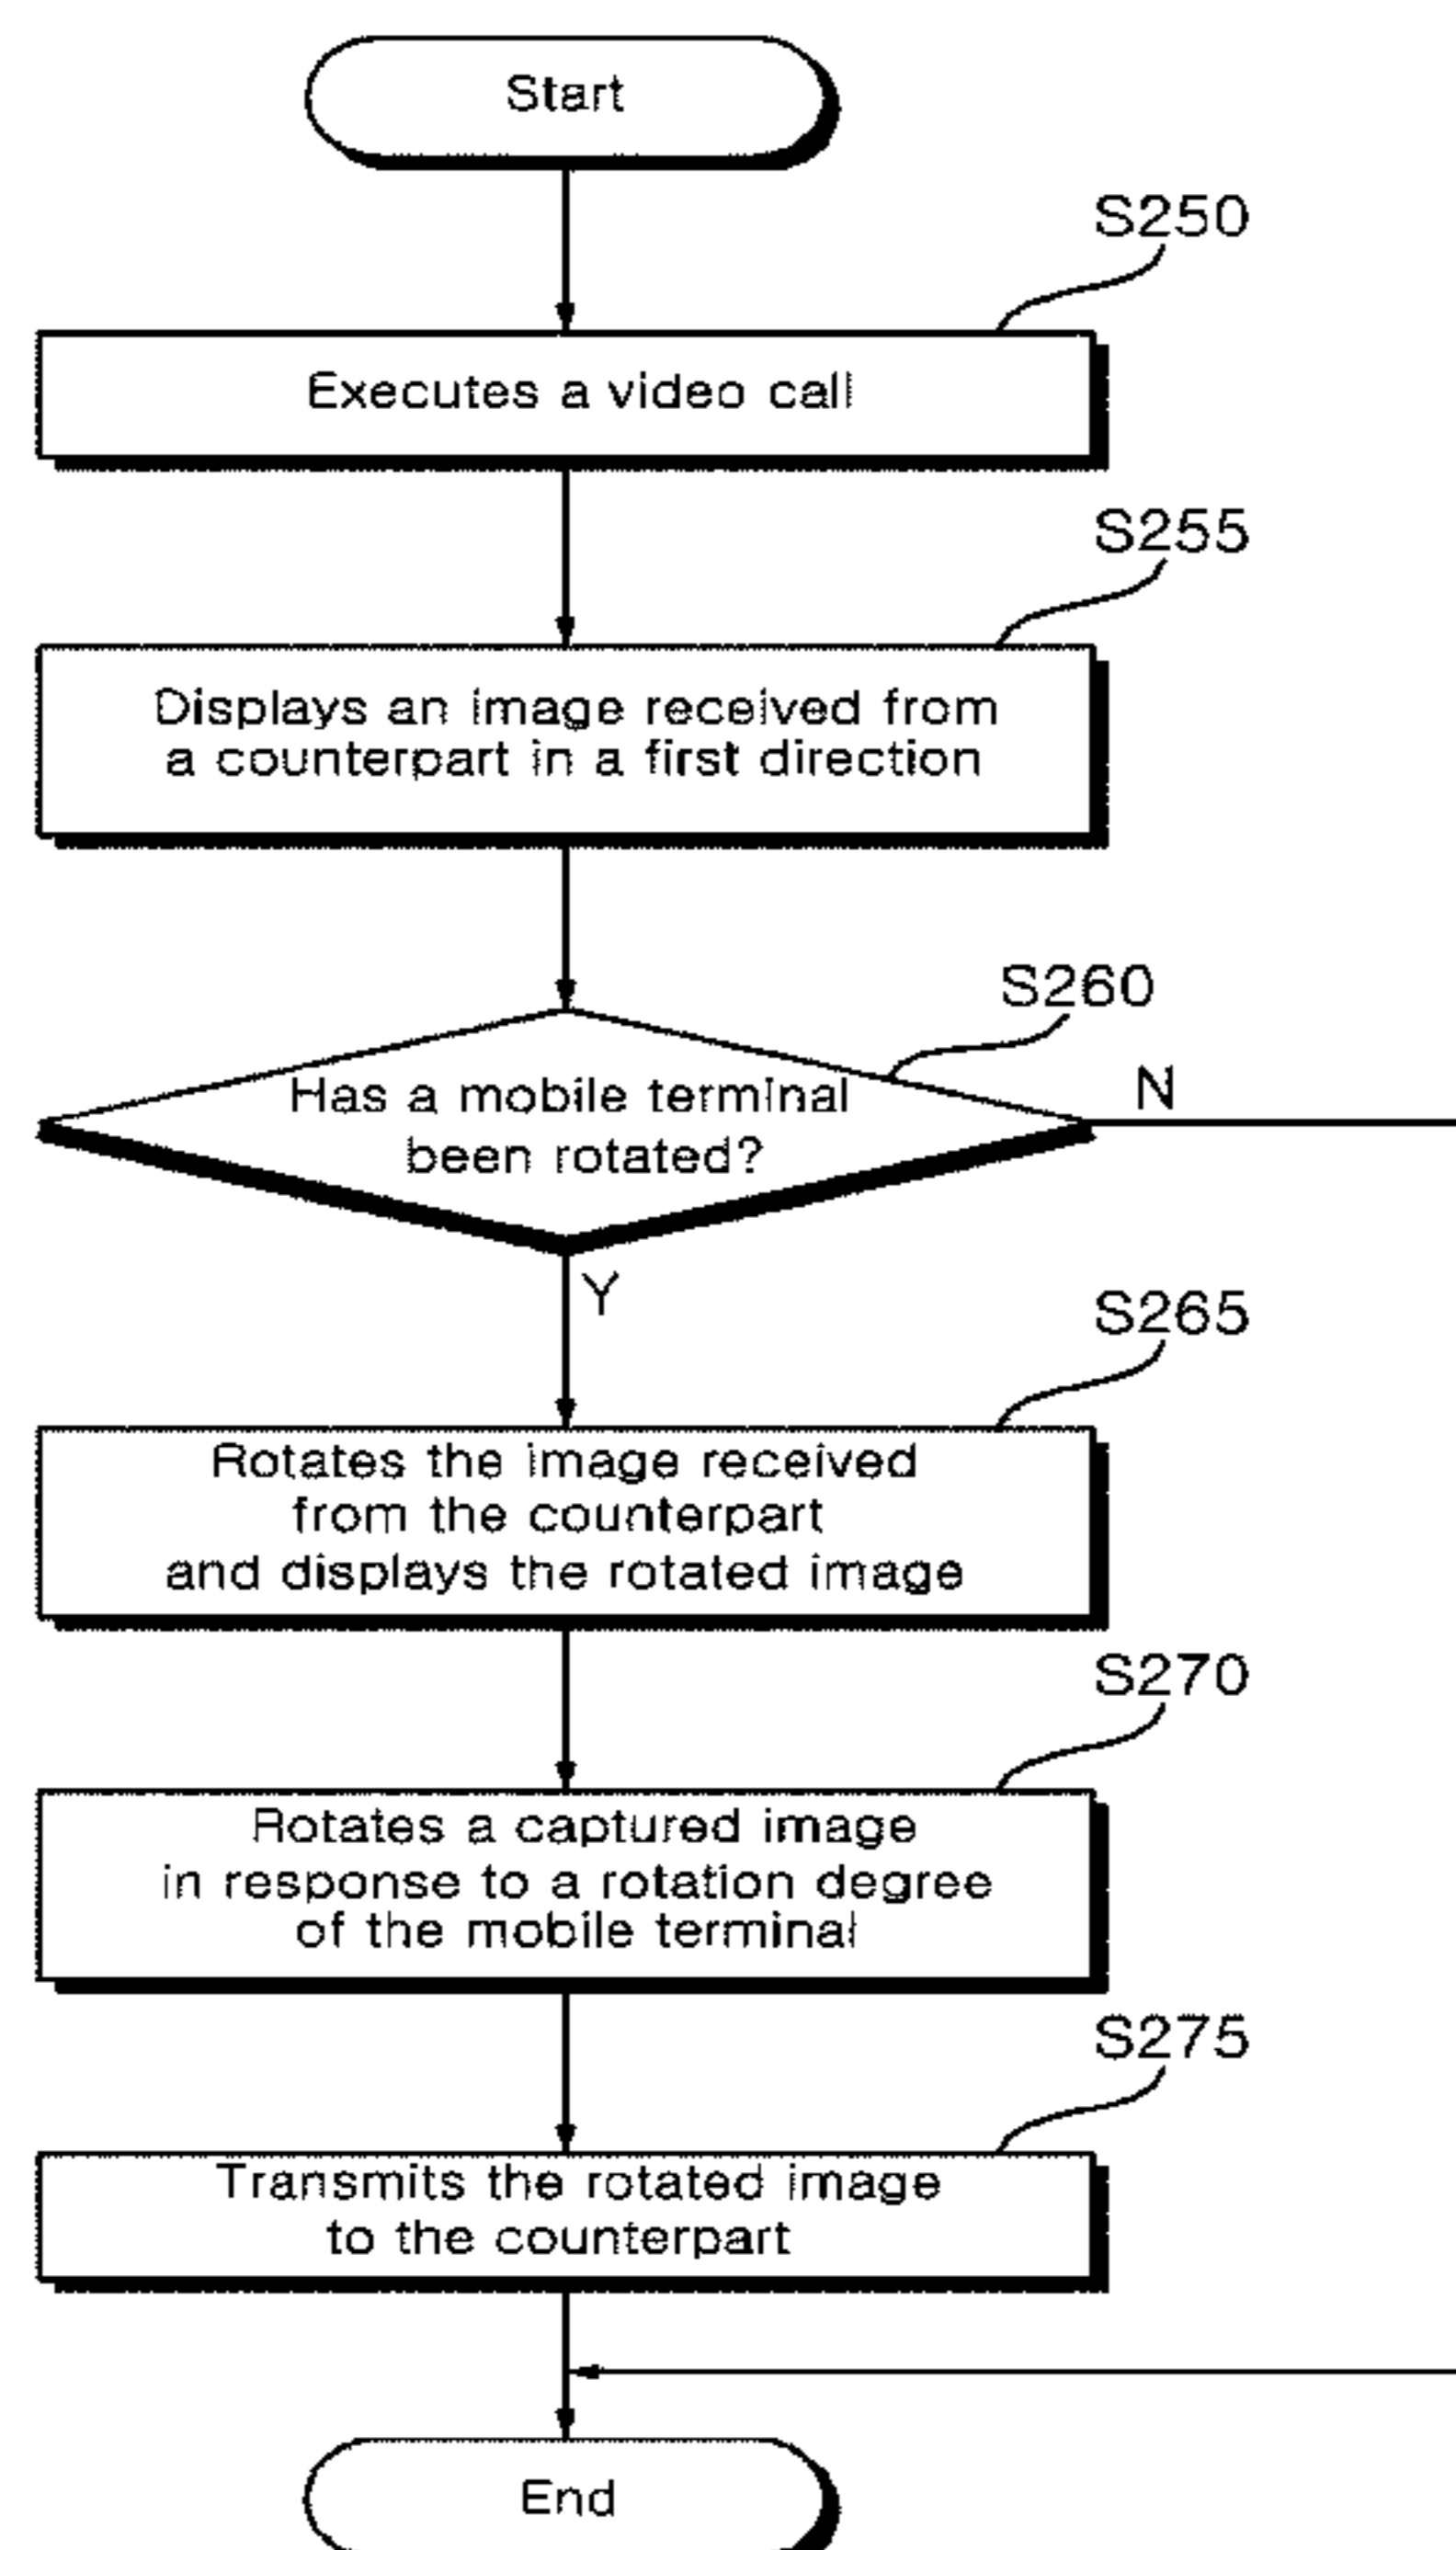 Start
S250
Executes a video call
S255
Displays an image received from
a counterpart in a first direction
S260
Has a mobile terminal
been rotated?
N
Y
S265
Rotates the image received
from the counterpart
and displays the rotated image
S270
Rotates a captured image
in response to a rotation degree
of the mobile terminal
S275
Transmits the rotated image
to the counterpart
End